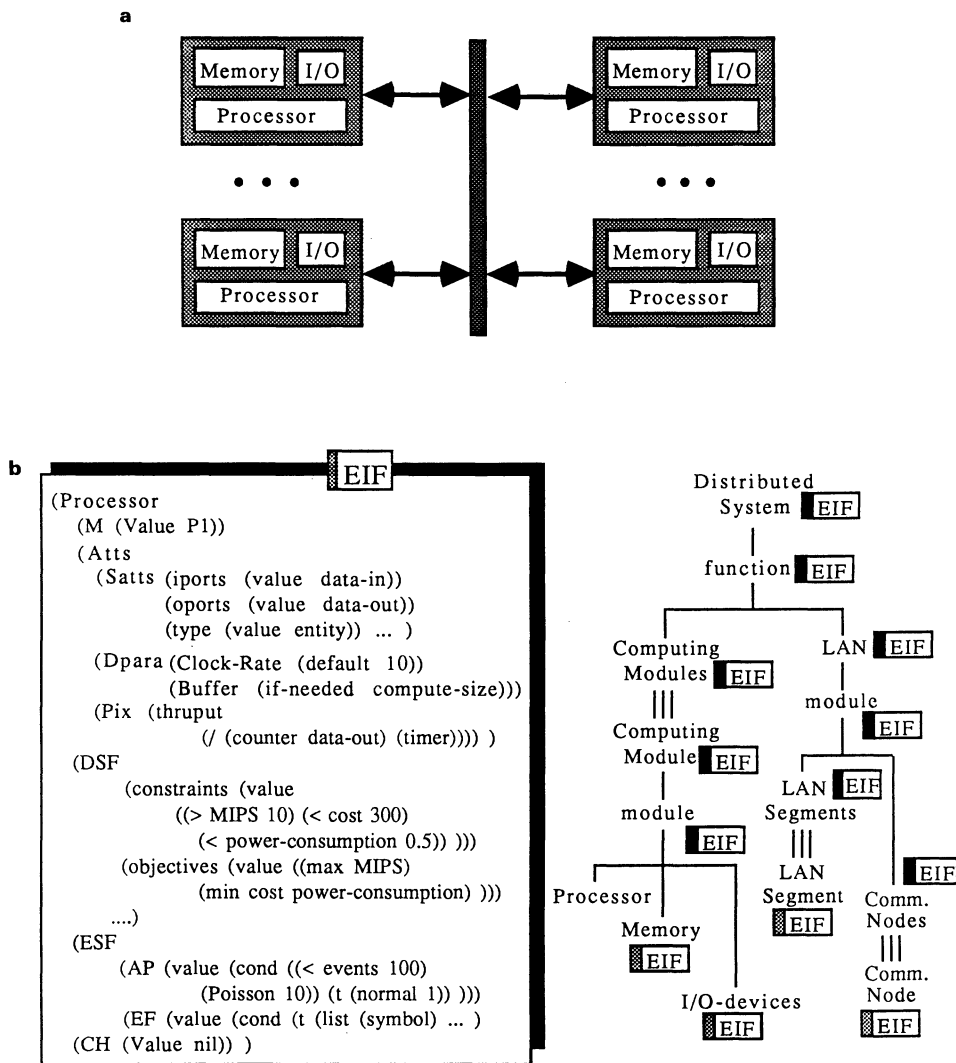 a
Memory I/O
Processor
Memory I/O
Processor
• • •
• • •
Memory I/O
Processor
Memory I/O
Processor
b
EIF
(Processor
(M (Value P1))
(Atts
(Satts (iports (value data-in))
(oports (value data-out))
(type (value entity)) ... )
(Dpara (Clock-Rate (default 10))
(Buffer (if-needed compute-size)))
(Pix (thruput
(/ (counter data-out) (timer)))) )
(DSF
(constraints (value
((> MIPS 10) (< cost 300)
(< power-consumption 0.5)) )))
(objectives (value ((max MIPS)
(min cost power-consumption) )))
....)
(ESF
(AP (value (cond ((< events 100)
(Poisson 10)) (t (normal 1)) )))
(EF (value (cond (t (list (symbol) ... )
(CH (Value nil)) )
Distributed
System EIF
function EIF
Computing
Modules EIF
Computing
Module EIF
module
EIF
Processor
Memory
EIF
I/O-devices
EIF
LAN EIF
module
EIF
LAN EIF
Segments
LAN
Segment
EIF
EIF
Comm.
Nodes
Comm.
Node
EIF